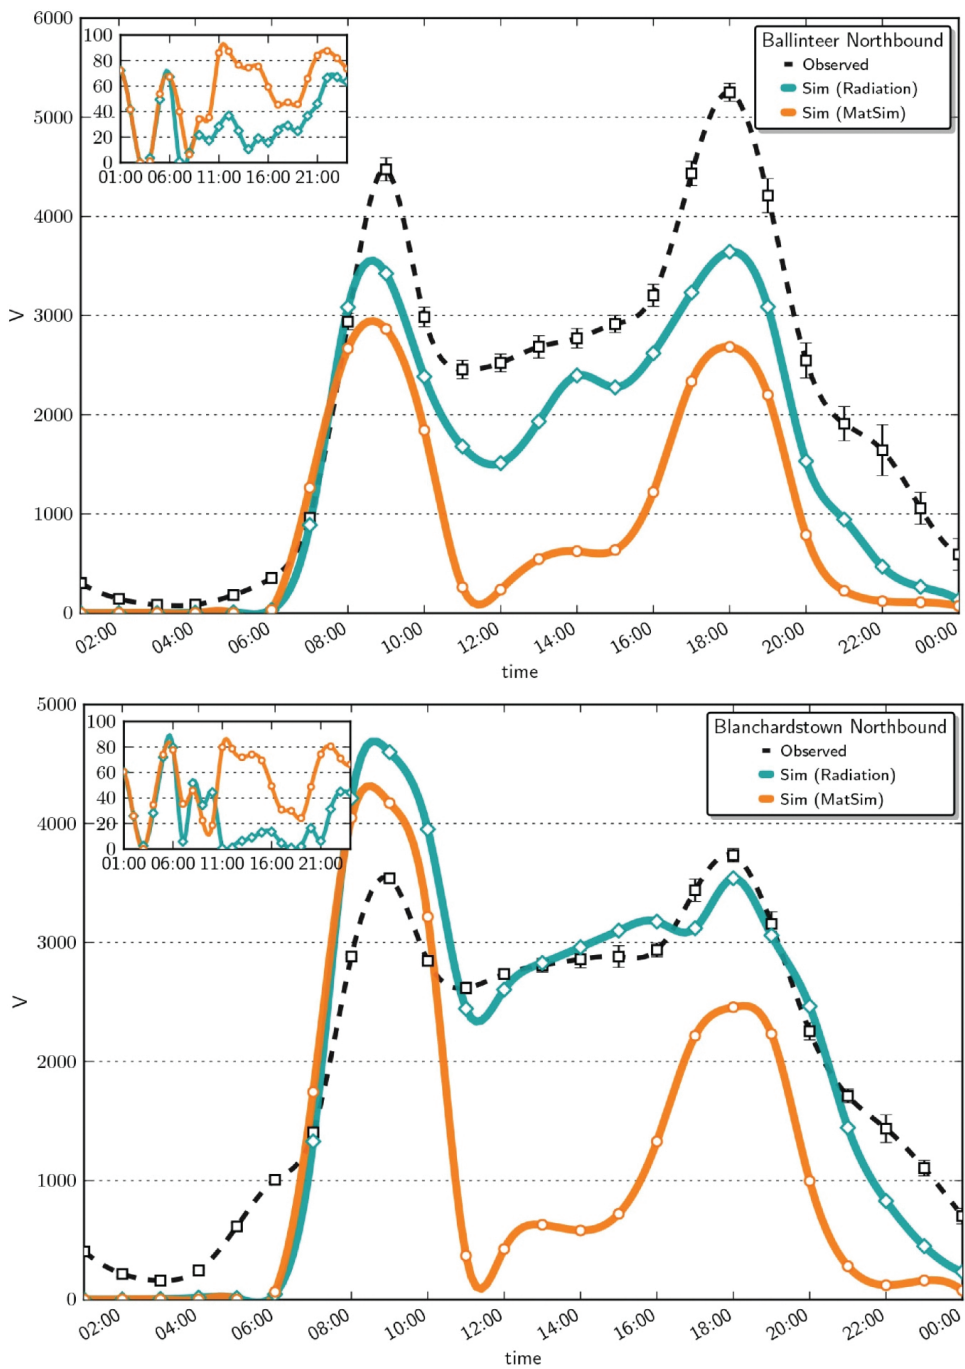 6000
5000
4000
3000
2000
1000
0
V
100
80
60
40
20
0
01:00 06:00 11:00 16:00 21:00
Ballinteer Northbound
Observed
Sim (Radiation)
Sim (MatSim)
02:00 04:00 06:00 08:00 10:00 12:00 14:00 16:00 18:00 20:00 22:00 00:00
time
5000
4000
3000
2000
1000
0
V
100
80
60
40
20
0
01:00 06:00 11:00 16:00 21:00
Blanchardstown Northbound
Observed
Sim (Radiation)
Sim (MatSim)
02:00 04:00 06:00 08:00 10:00 12:00 14:00 16:00 18:00 20:00 22:00 00:00
time